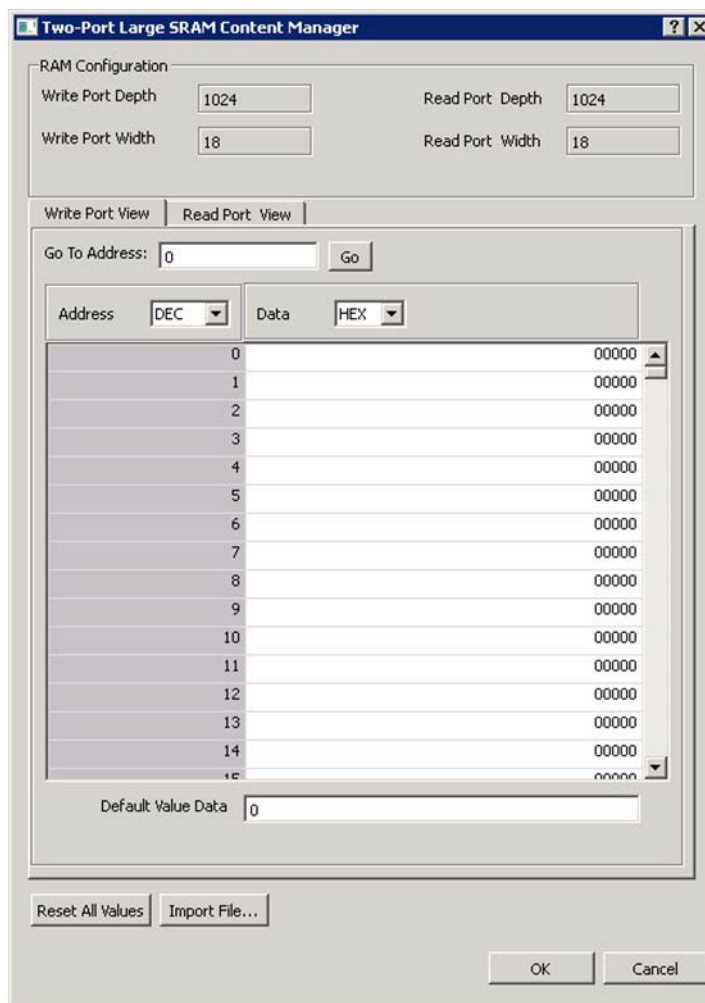 Two-Port Large SRAM Content Manager
RAM Configuration
Write Port Depth 1024 Read Port Depth 1024
Write Port Width 18 Read Port Width 18
Write Port View Read Port View
Go To Address: 0 Go
Address DEC Data HEX
0 00000
1 00000
2 00000
3 00000
4 00000
5 00000
6 00000
7 00000
8 00000
9 00000
10 00000
11 00000
12 00000
13 00000
14 00000
15 00000
Default Value Data 0
Reset All Values Import File...
OK Cancel